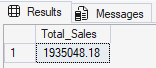 Results Messages
Total_Sales
1 1935048.18